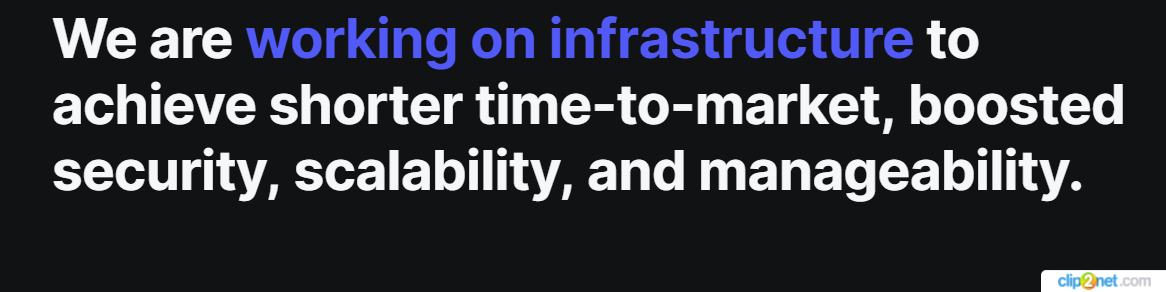 We are working on infrastructure to
achieve shorter time-to-market, boosted
security, scalability, and manageability.
clip2net.com